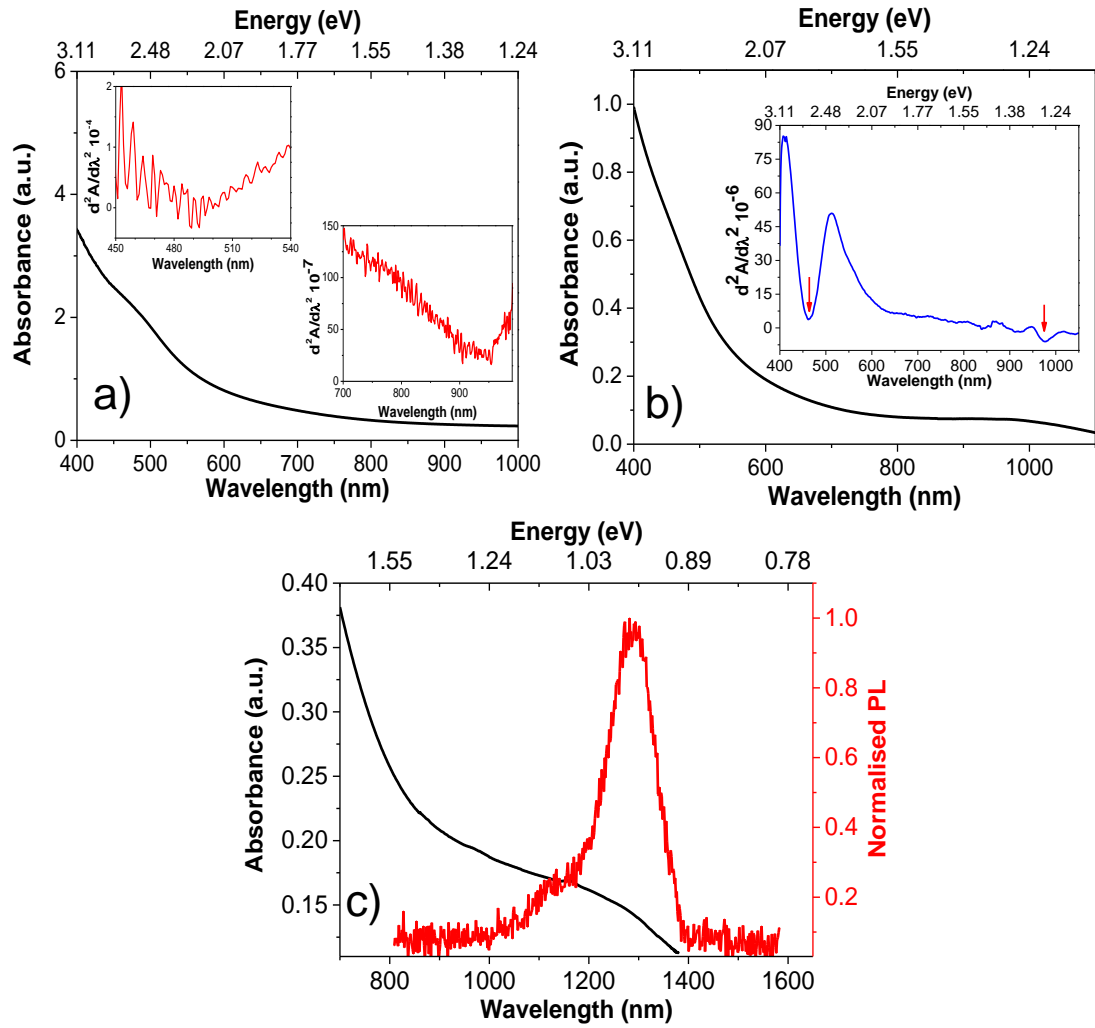 Energy (eV)
3.11 2.48 2.07 1.77 1.55 1.38 1.24
Absorbance (a.u.)
6
4
2
0
400 500 600 700 800 900 1000
Wavelength (nm)
a)
d²A/dλ² 10⁻⁴
4
2
0
450 480 510 540
Wavelength (nm)
d²A/dλ² 10⁻⁷
150
100
50
0
700 800 900
Wavelength (nm)
Energy (eV)
3.11 2.07 1.55 1.24
Absorbance (a.u.)
1.0
0.8
0.6
0.4
0.2
0.0
400 600 800 1000
Wavelength (nm)
b)
Energy (eV)
3.11 2.48 2.07 1.77 1.55 1.38 1.24
d²A/dλ² 10⁻⁶
90
75
60
45
30
15
0
400 500 600 700 800 900 1000
Wavelength (nm)
Energy (eV)
1.55 1.24 1.03 0.89 0.78
Absorbance (a.u.)
0.40
0.35
0.30
0.25
0.20
0.15
c)
Normalised PL
1.0
0.8
0.6
0.4
0.2
800 1000 1200 1400 1600
Wavelength (nm)